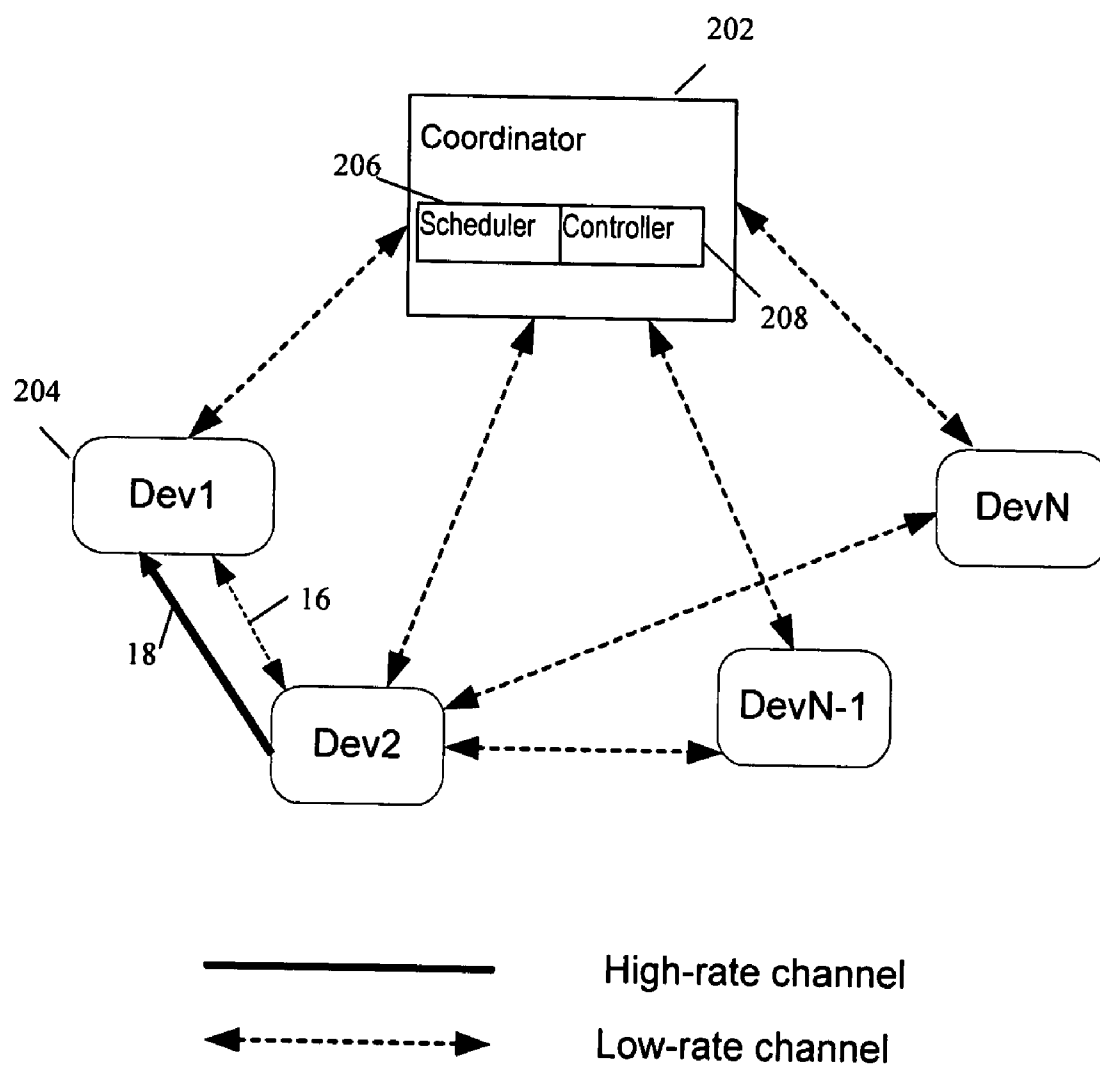 202
Coordinator
206
Scheduler Controller
208
204
Dev1
DevN
16
18
DevN-1
Dev2
High-rate channel
Low-rate channel